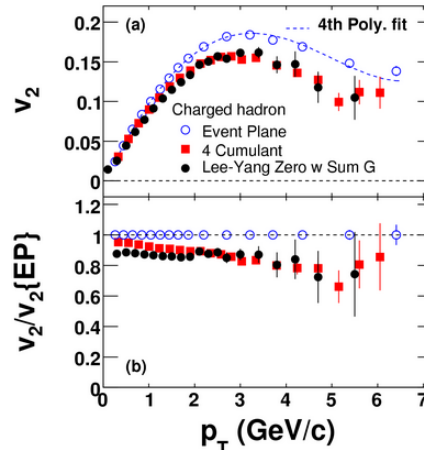 (a)
4th Poly. fit
0.2
0.15
0.1
0.05
0
v2
Charged hadron
Event Plane
4 Cumulant
Lee-Yang Zero w Sum G
1.2
1
0.8
0.6
0.4
0.2
0
v2/v2{EP}
(b)
0 1 2 3 4 5 6 7
pT (GeV/c)